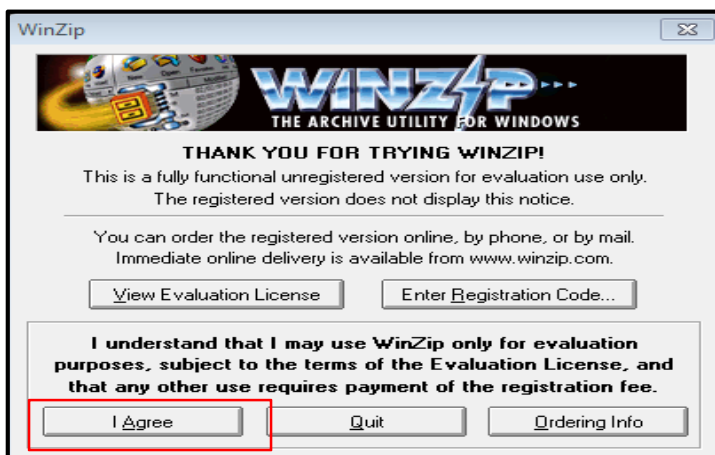 WinZip
WINZIP
THE ARCHIVE UTILITY FOR WINDOWS
THANK YOU FOR TRYING WINZIP!
This is a fully functional unregistered version for evaluation use only.
The registered version does not display this notice.
You can order the registered version online, by phone, or by mail.
Immediate online delivery is available from www.winzip.com.
View Evaluation License Enter Registration Code...
I understand that I may use WinZip only for evaluation
purposes, subject to the terms of the Evaluation License, and
that any other use requires payment of the registration fee.
I Agree Quit Ordering Info